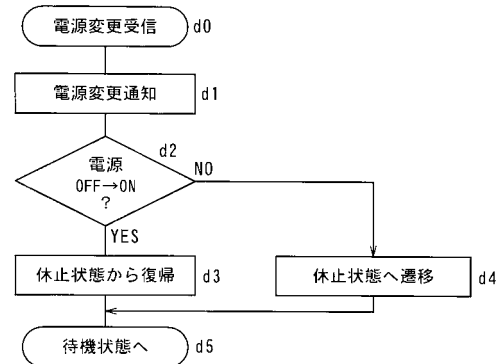 電源変更受信 d0
電源変更通知 d1
d2
電源
OFF→ON
?
NO
YES
休止状態から復帰 d3
休止状態へ遷移 d4
待機状態へ d5